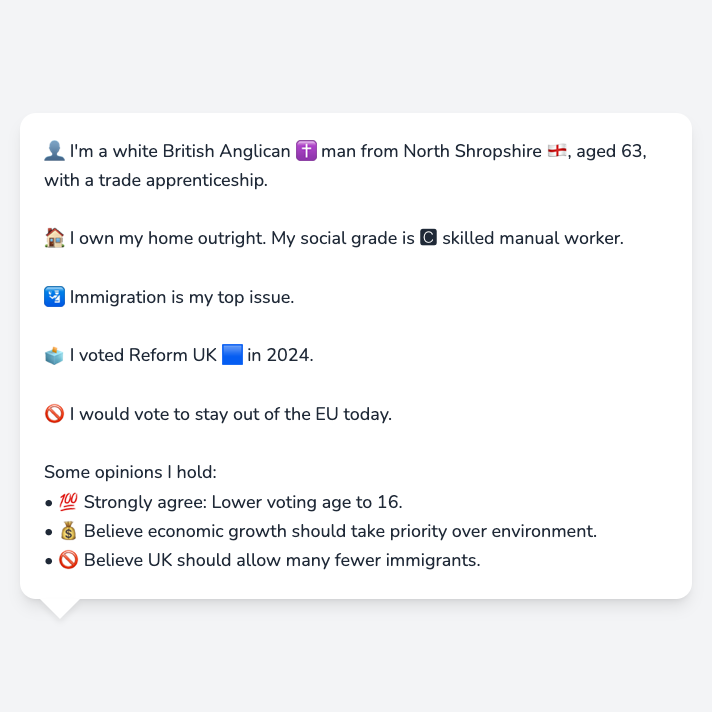 👤 I'm a white British Anglican ✝️ man from North Shropshire 🏴󠁧󠁢󠁥󠁮󠁧󠁿, aged 63,
with a trade apprenticeship.
🏠 I own my home outright. My social grade is 🅲 skilled manual worker.
🛂 Immigration is my top issue.
🗳️ I voted Reform UK 🟦 in 2024.
🚫 I would vote to stay out of the EU today.
Some opinions I hold:
• 💯 Strongly agree: Lower voting age to 16.
• 💰 Believe economic growth should take priority over environment.
• 🚫 Believe UK should allow many fewer immigrants.